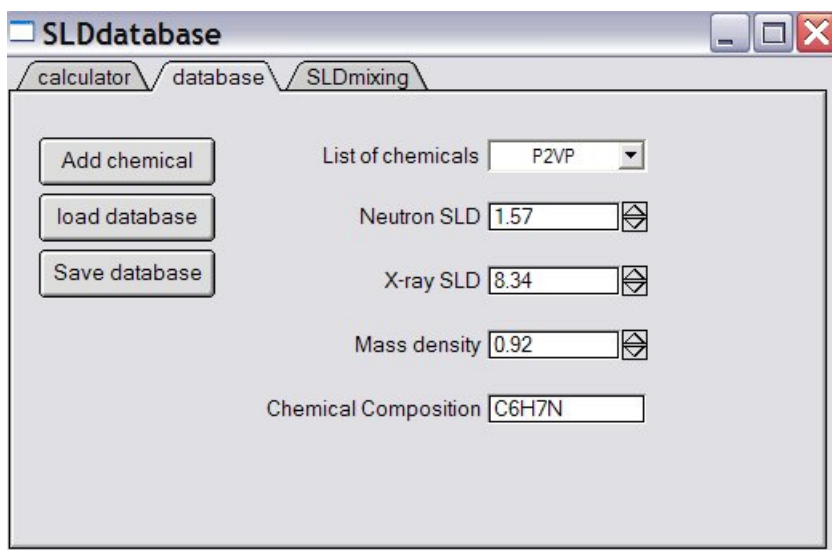 SLDdatabase
calculator database SLDmixing
Add chemical
load database
Save database
List of chemicals P2VP
Neutron SLD 1.57
X-ray SLD 8.34
Mass density 0.92
Chemical Composition C6H7N